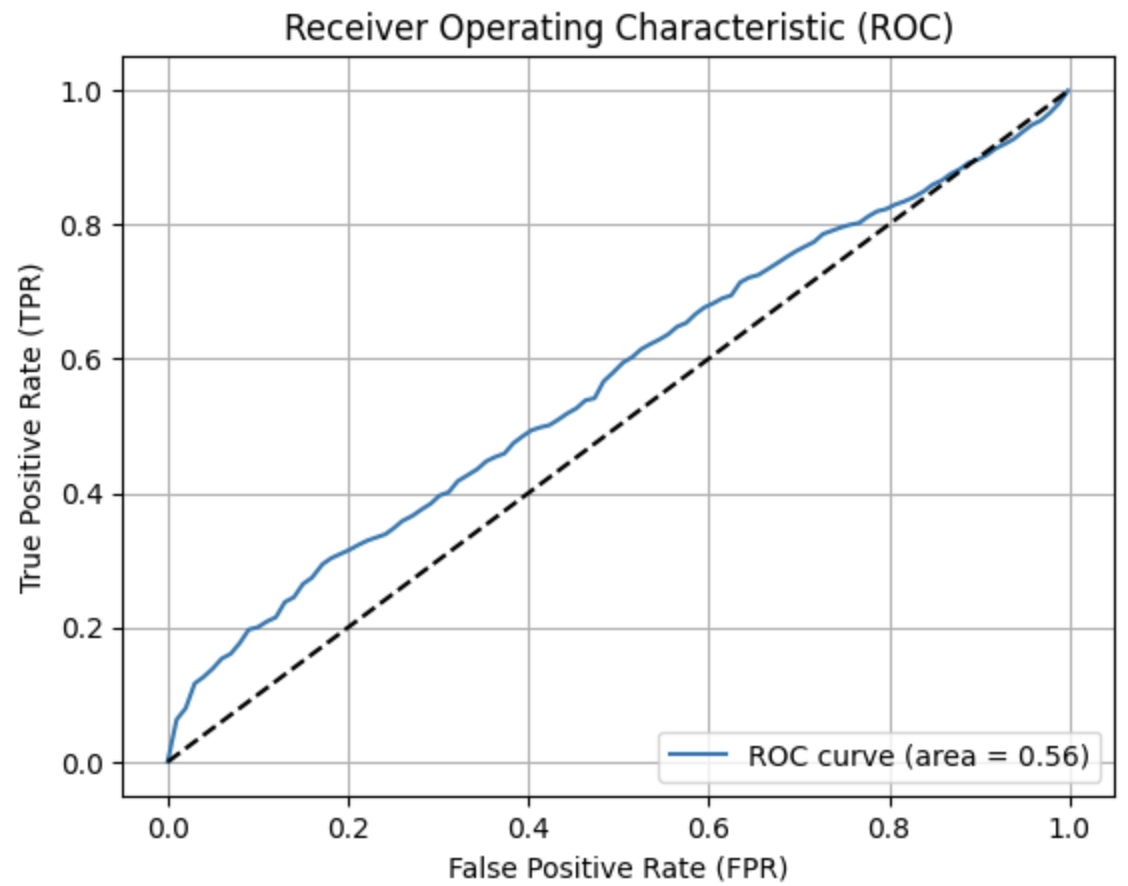 Receiver Operating Characteristic (ROC)
1.0
0.8
0.6
0.4
0.2
0.0
True Positive Rate (TPR)
ROC curve (area = 0.56)
0.0 0.2 0.4 0.6 0.8 1.0
False Positive Rate (FPR)